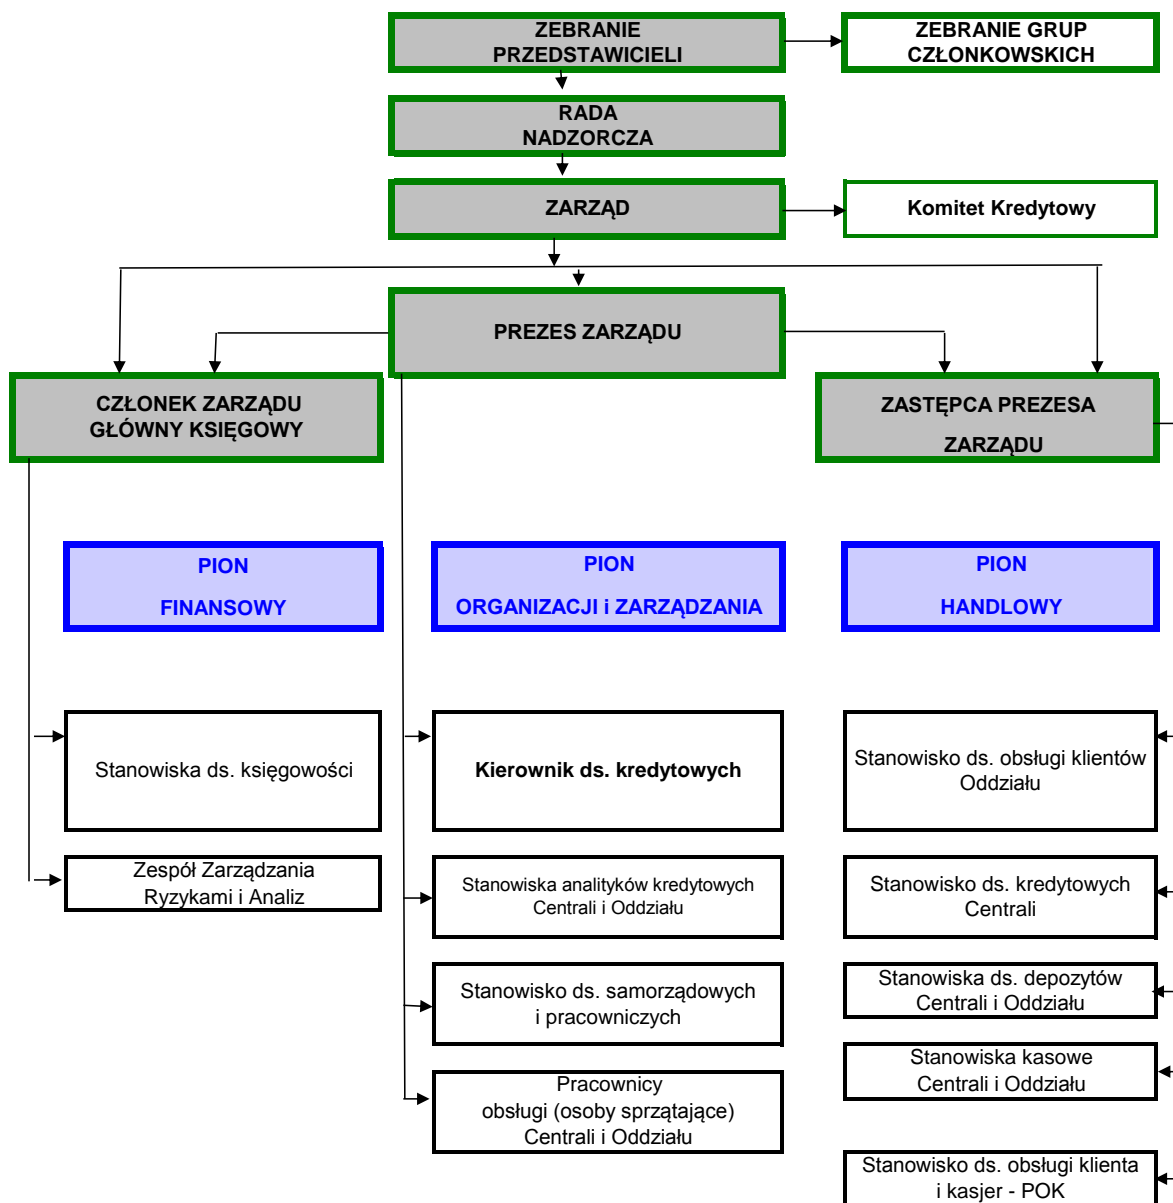 ZEBRANIE
PRZEDSTAWICIELI
ZEBRANIE GRUP
CZŁONKOWSKICH
RADA
NADZORCZA
ZARZĄD
Komitet Kredytowy
PREZES ZARZĄDU
CZŁONEK ZARZĄDU
GŁÓWNY KSIĘGOWY
ZASTĘPCA PREZESA
ZARZĄDU
PION
FINANSOWY
PION
ORGANIZACJI i ZARZĄDZANIA
PION
HANDLOWY
Stanowiska ds. księgowości
Kierownik ds. kredytowych
Stanowisko ds. obsługi klientów
Oddziału
Zespół Zarządzania
Ryzykami i Analiz
Stanowiska analityków kredytowych
Centrali i Oddziału
Stanowisko ds. kredytowych
Centrali
Stanowisko ds. samorządowych
i pracowniczych
Stanowiska ds. depozytów
Centrali i Oddziału
Stanowiska kasowe
Centrali i Oddziału
Pracownicy
obsługi (osoby sprzątające)
Centrali i Oddziału
Stanowisko ds. obsługi klienta
i kasjer - POK